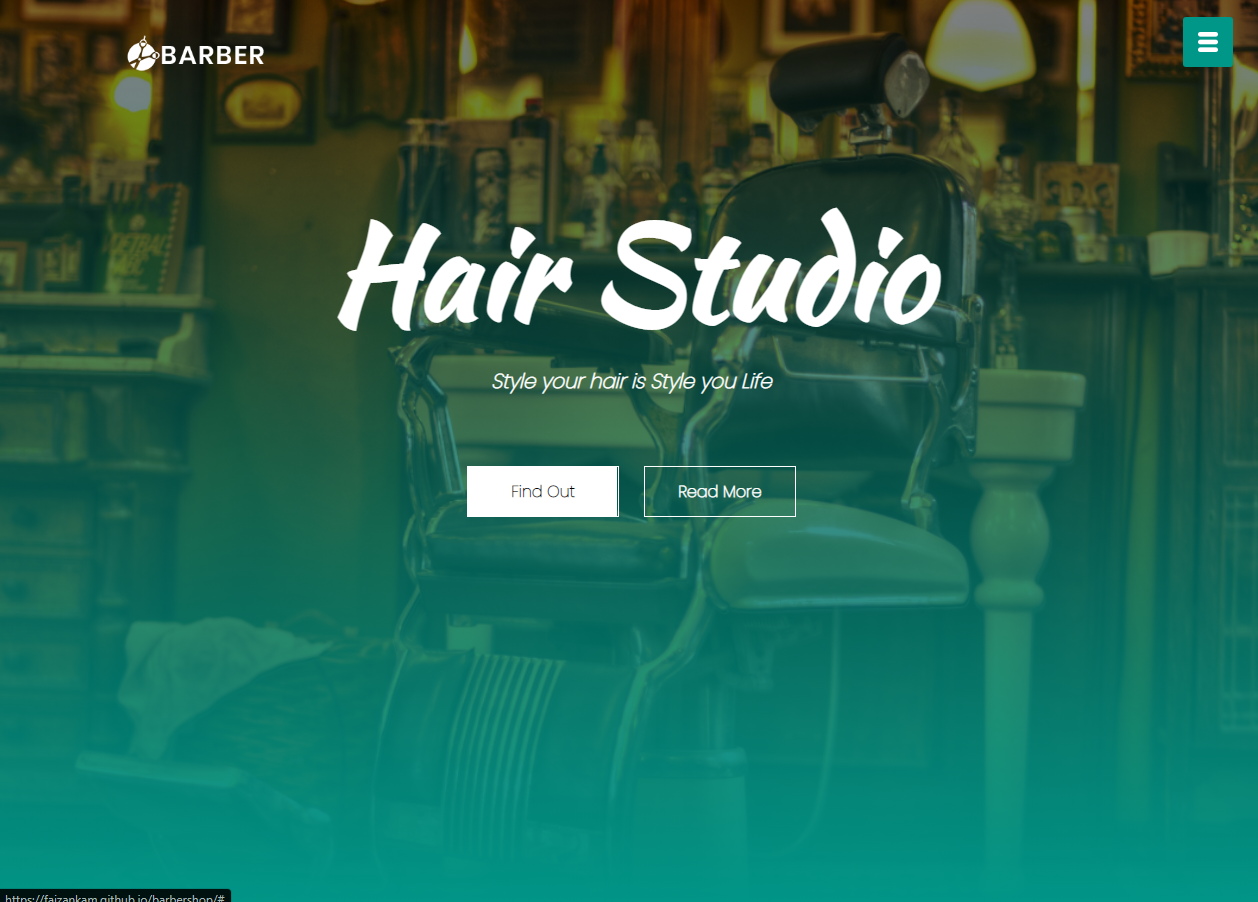 BARBER
Hair Studio
Style your hair is Style you Life
Find Out
Read More
https://faizankam.github.io/barbershop/#